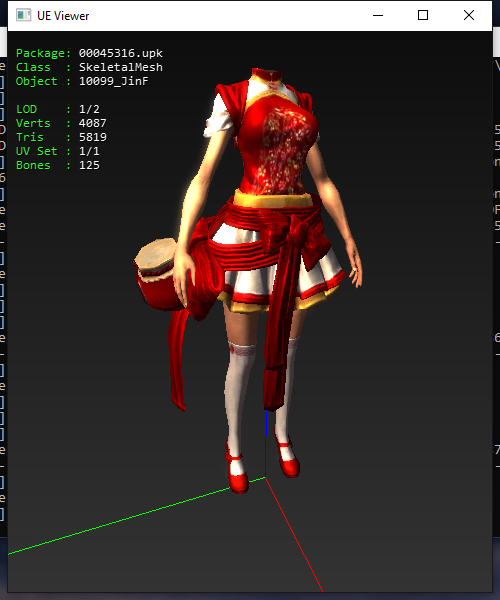 UE Viewer
Package: 00045316.upk
Class : SkeletalMesh
Object : 10099_JinF
LOD : 1/2
Verts : 4087
Tris : 5819
UV Set : 1/1
Bones : 125